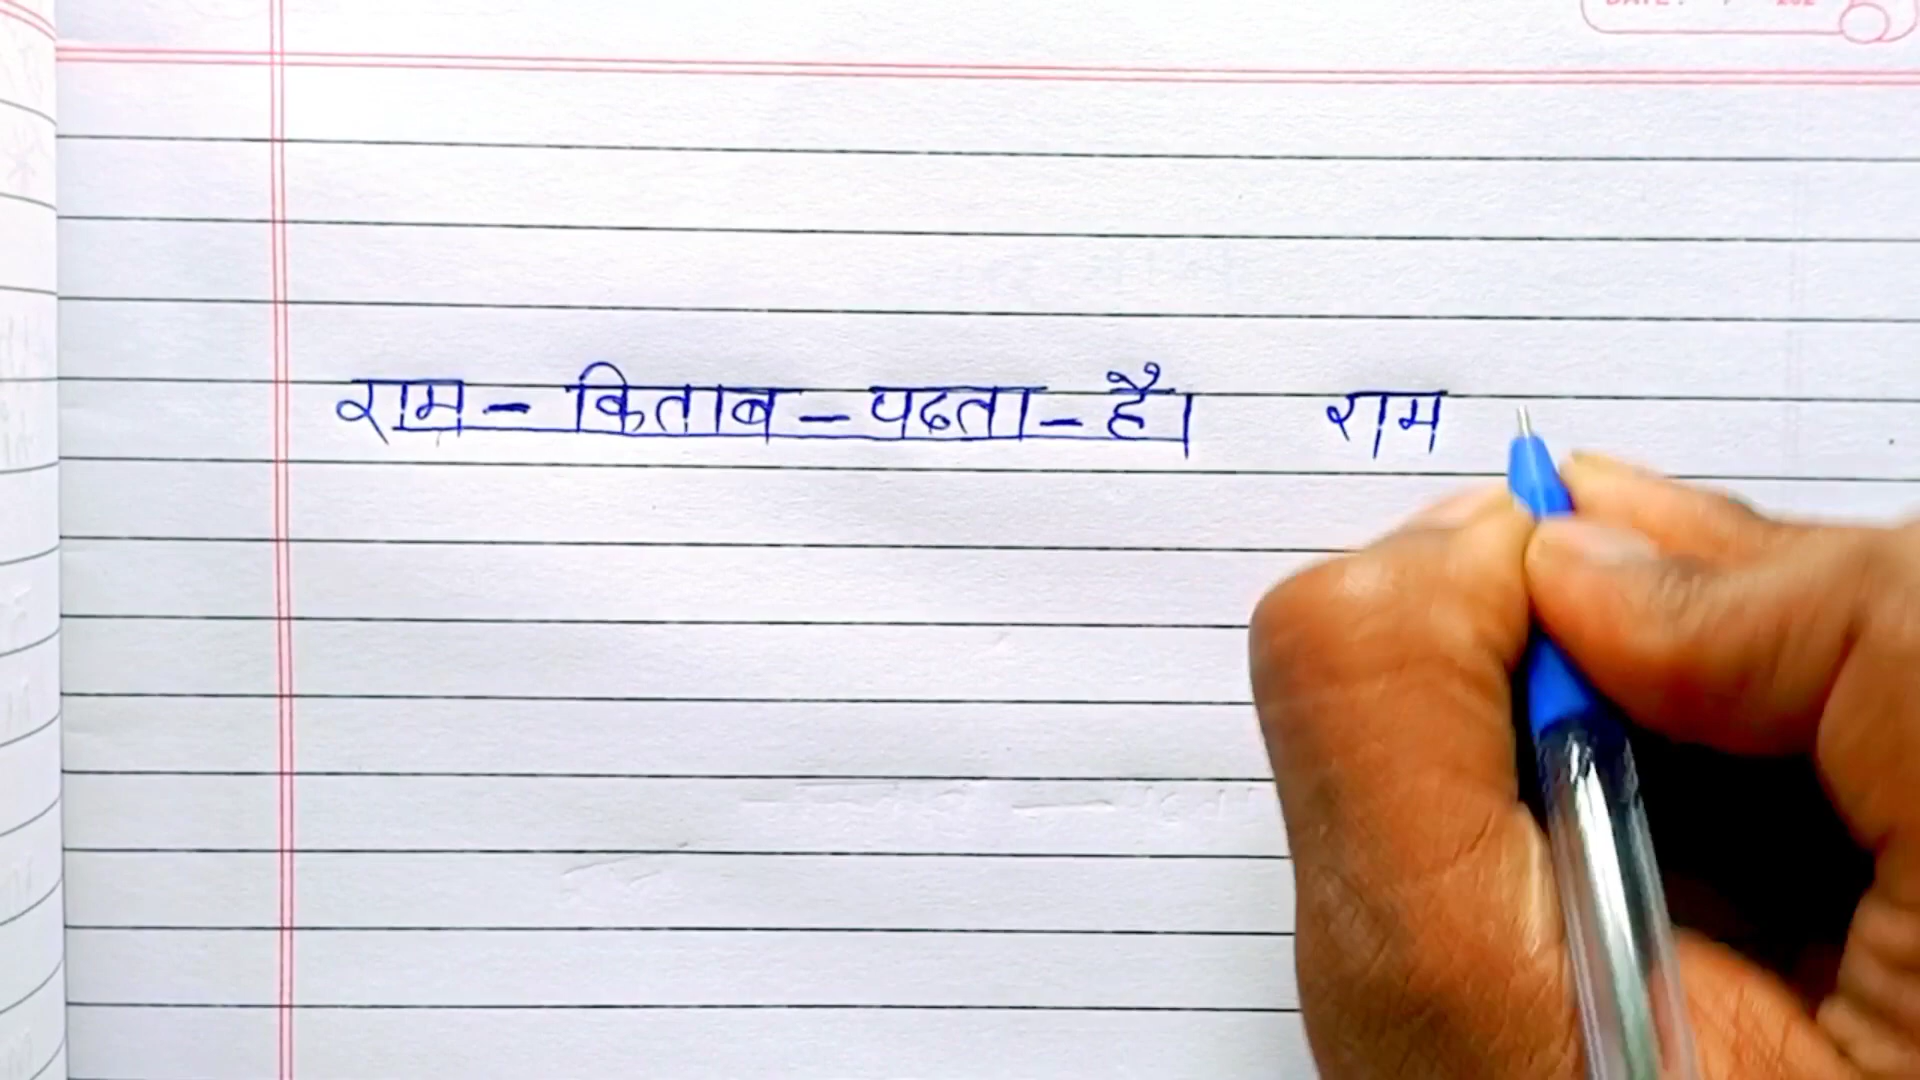 राम - किताब - पढता - है। राम